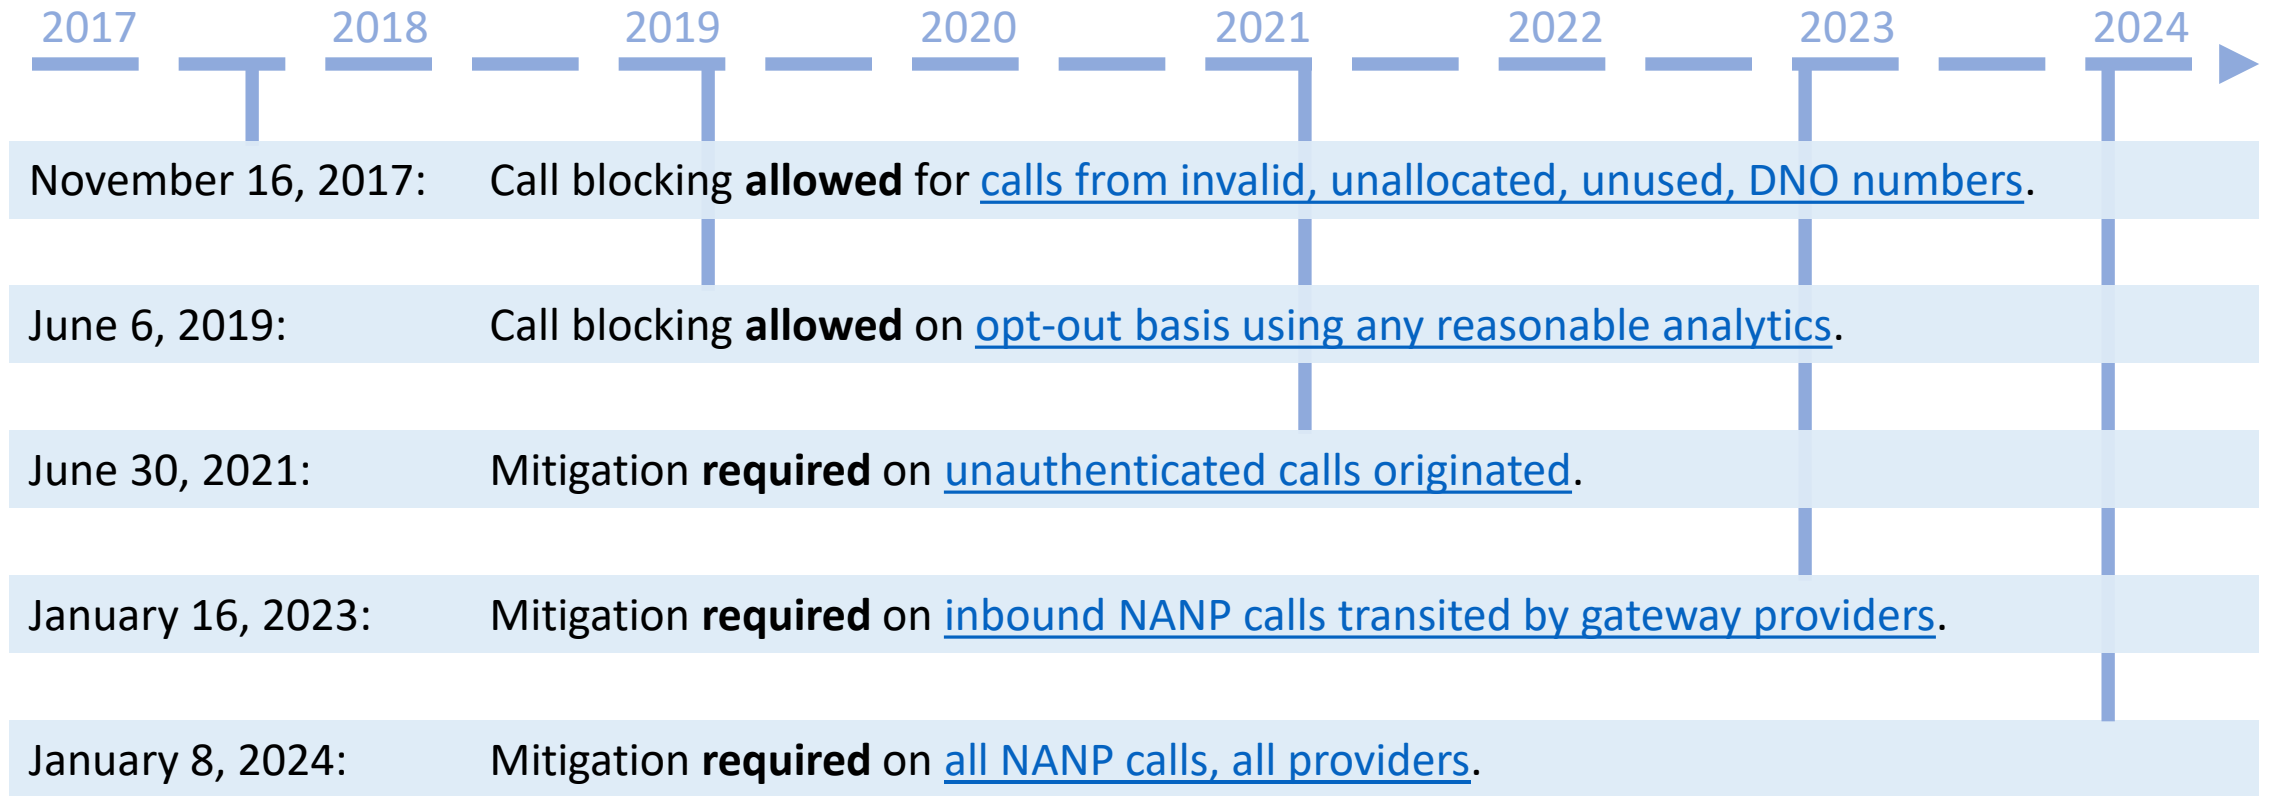 2017 2018 2019 2020 2021 2022 2023 2024
November 16, 2017: Call blocking allowed for calls from invalid, unallocated, unused, DNO numbers.
June 6, 2019: Call blocking allowed on opt-out basis using any reasonable analytics.
June 30, 2021: Mitigation required on unauthenticated calls originated.
January 16, 2023: Mitigation required on inbound NANP calls transited by gateway providers.
January 8, 2024: Mitigation required on all NANP calls, all providers.